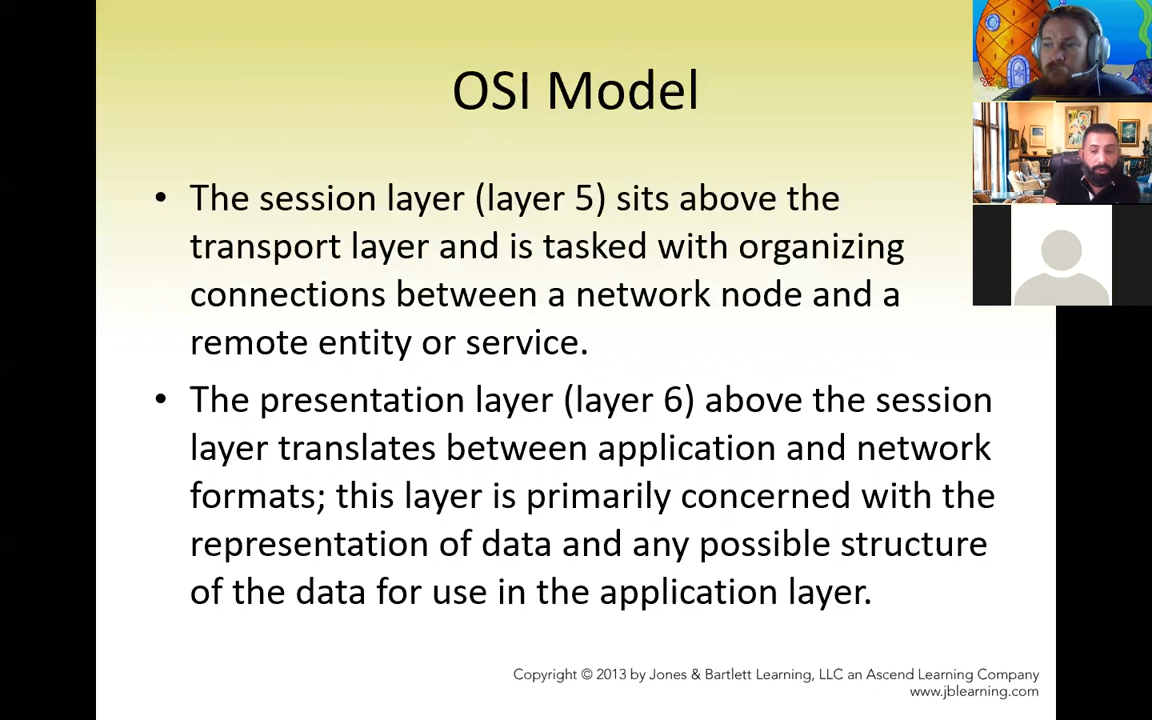 OSI Model
• The session layer (layer 5) sits above the
transport layer and is tasked with organizing
connections between a network node and a
remote entity or service.
• The presentation layer (layer 6) above the session
layer translates between application and network
formats; this layer is primarily concerned with the
representation of data and any possible structure
of the data for use in the application layer.
Copyright © 2013 by Jones & Bartlett Learning, LLC an Ascend Learning Company
www.jblearning.com